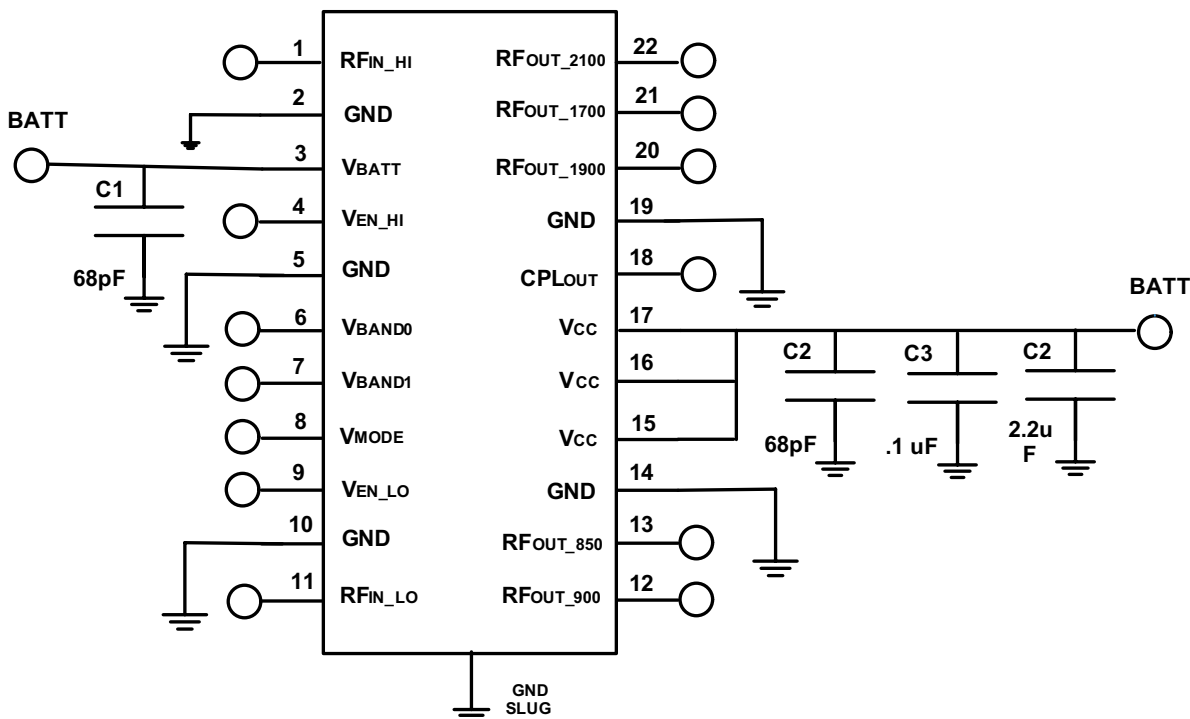 BATT
C1
68pF
1
2
3
4
5
6
7
8
9
10
11
RFIN_HI
GND
VBATT
VEN_HI
GND
VBAND0
VBAND1
VMODE
VEN_LO
GND
RFIN_LO
RFOUT_2100
RFOUT_1700
RFOUT_1900
GND
CPLOUT
VCC
VCC
VCC
GND
RFOUT_850
RFOUT_900
22
21
20
19
18
17
16
15
14
13
12
BATT
C2
C3
C2
68pF
.1 uF
2.2u
F
GND
SLUG